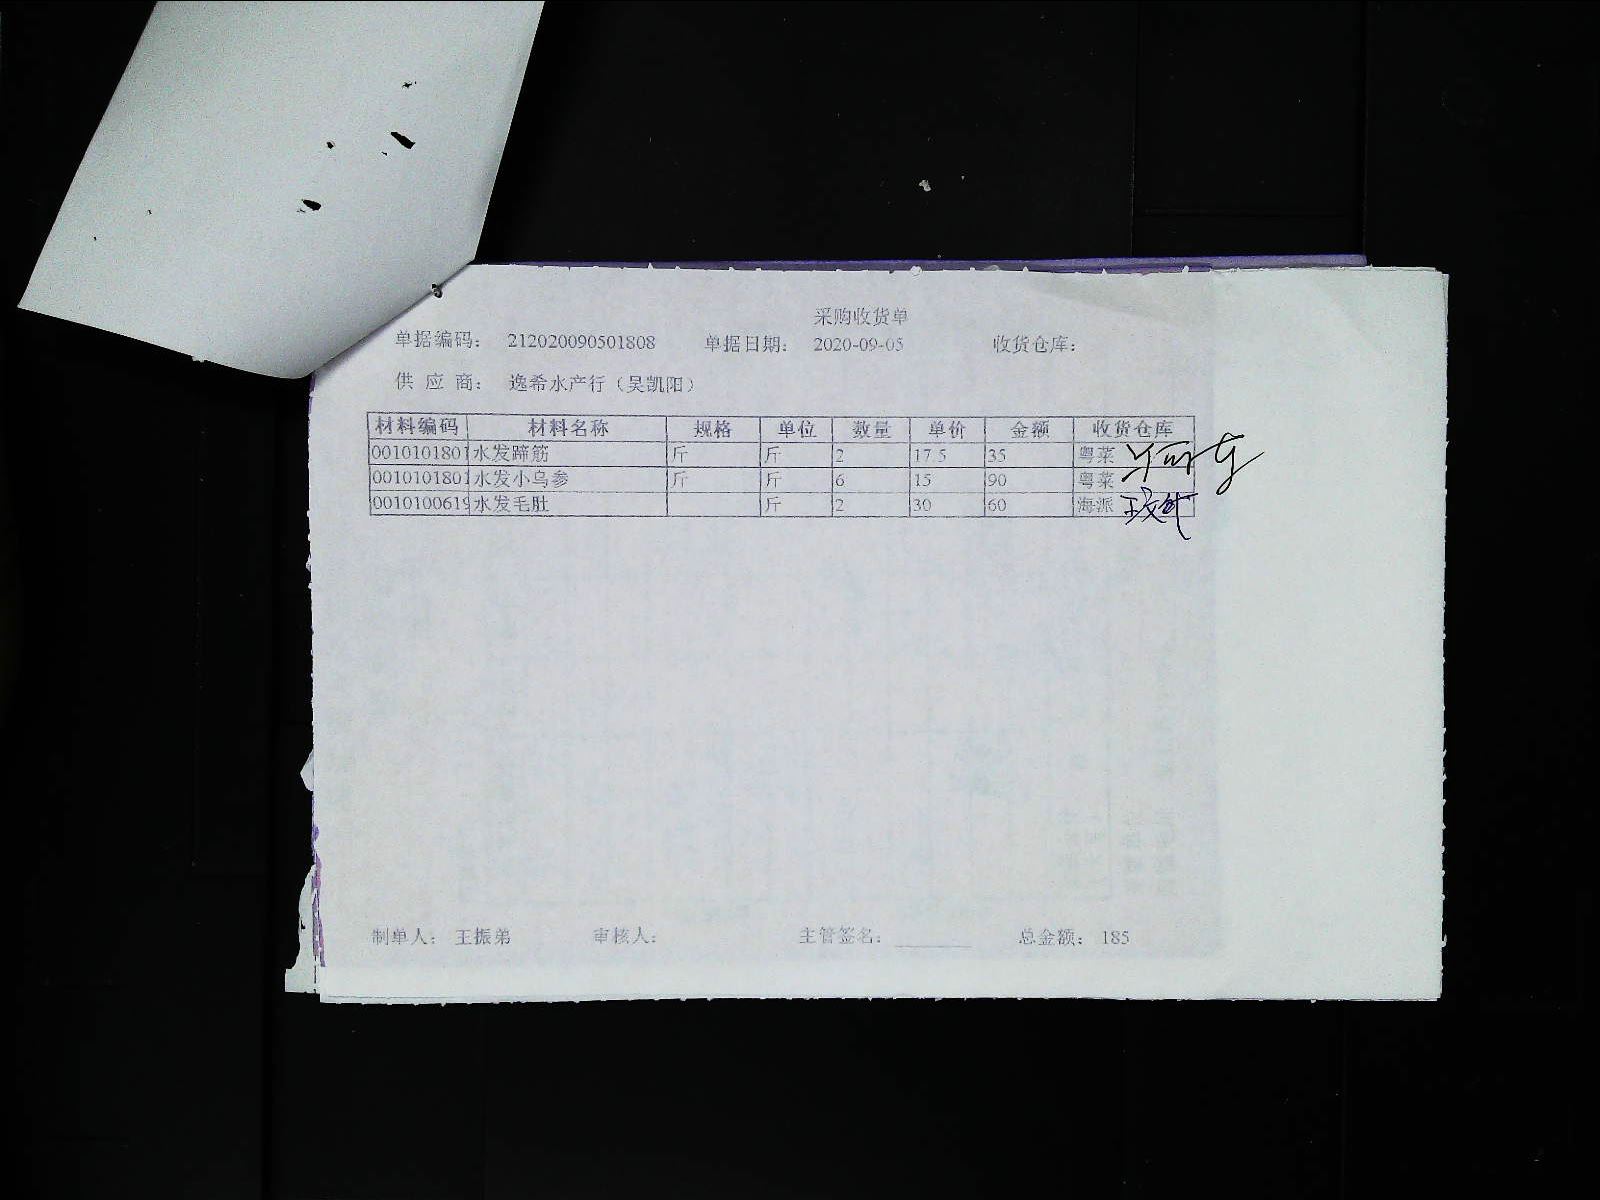 采购收货单
单据编码： 212020090501808 单据日期： 2020-09-05 收货仓库：
供 应 商： 逸希水产行（吴凯阳）
材料编码 材料名称 规格 单位 数量 单价 金额 收货仓库
0010101801 水发蹄筋 斤 斤 2 17.5 35 粤菜
0010101801 水发小乌参 斤 斤 6 15 90 粤菜
0010100619 水发毛肚 斤 2 30 60 海派
制单人： 王振弟 审核人： 主管签名： 总金额： 185